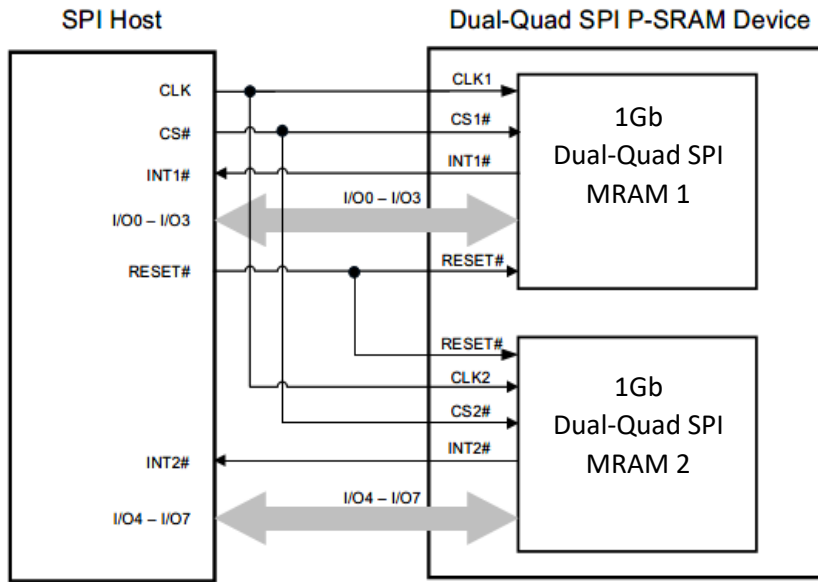 SPI Host
Dual-Quad SPI P-SRAM Device
CLK
CLK1
CS#
CS1#
INT1#
INT1#
I/O0 – I/O3
I/O0 – I/O3
RESET#
RESET#
1Gb
Dual-Quad SPI
MRAM 1
RESET#
CLK2
CS2#
INT2#
INT2#
I/O4 – I/O7
I/O4 – I/O7
1Gb
Dual-Quad SPI
MRAM 2